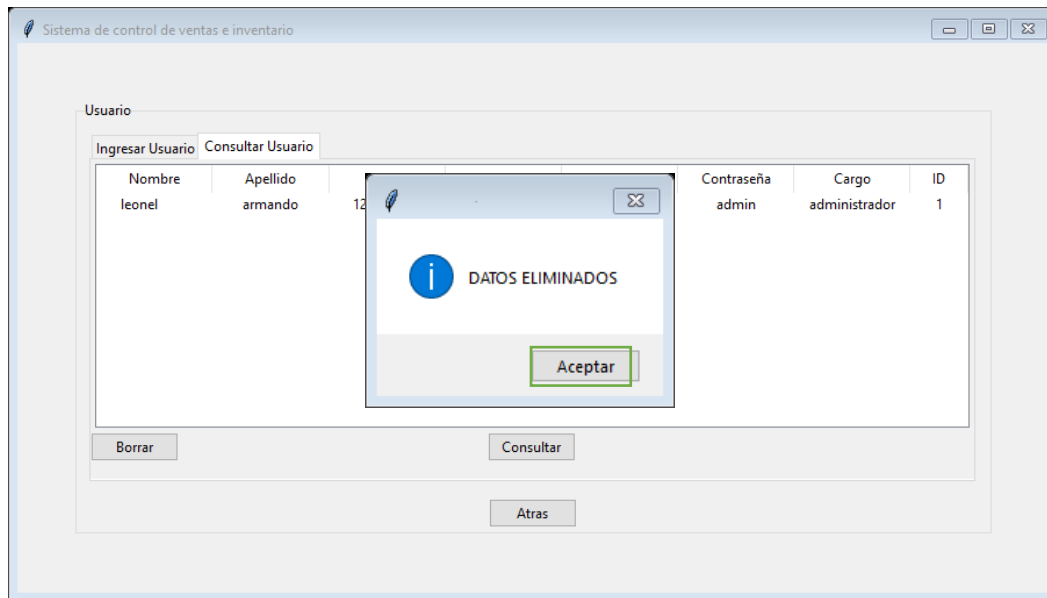 Sistema de control de ventas e inventario
Usuario
Ingresar Usuario Consultar Usuario
Nombre Apellido Contraseña Cargo ID
leonel armando 12 admin administrador 1
DATOS ELIMINADOS
Aceptar
Borrar Consultar
Atras